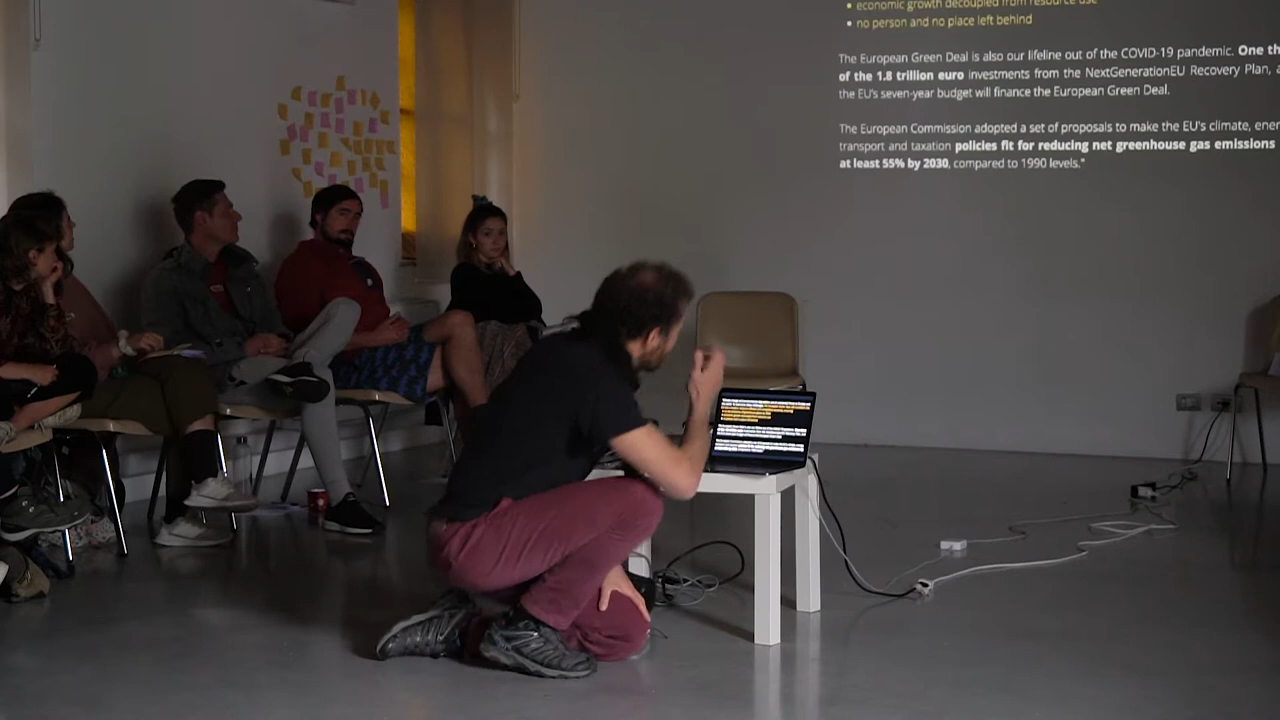 economic growth decoupled from resource use
• no person and no place left behind
The European Green Deal is also our lifeline out of the COVID-19 pandemic. One
of the 1.8 trillion euro investments from the NextGenerationEU Recovery Plan,
the EU's seven-year budget will finance the European Green Deal.
The European Commission adopted a set of proposals to make the EU's climate,
transport and taxation policies fit for reducing net greenhouse gas emissions
at least 55% by 2030, compared to 1990 levels."